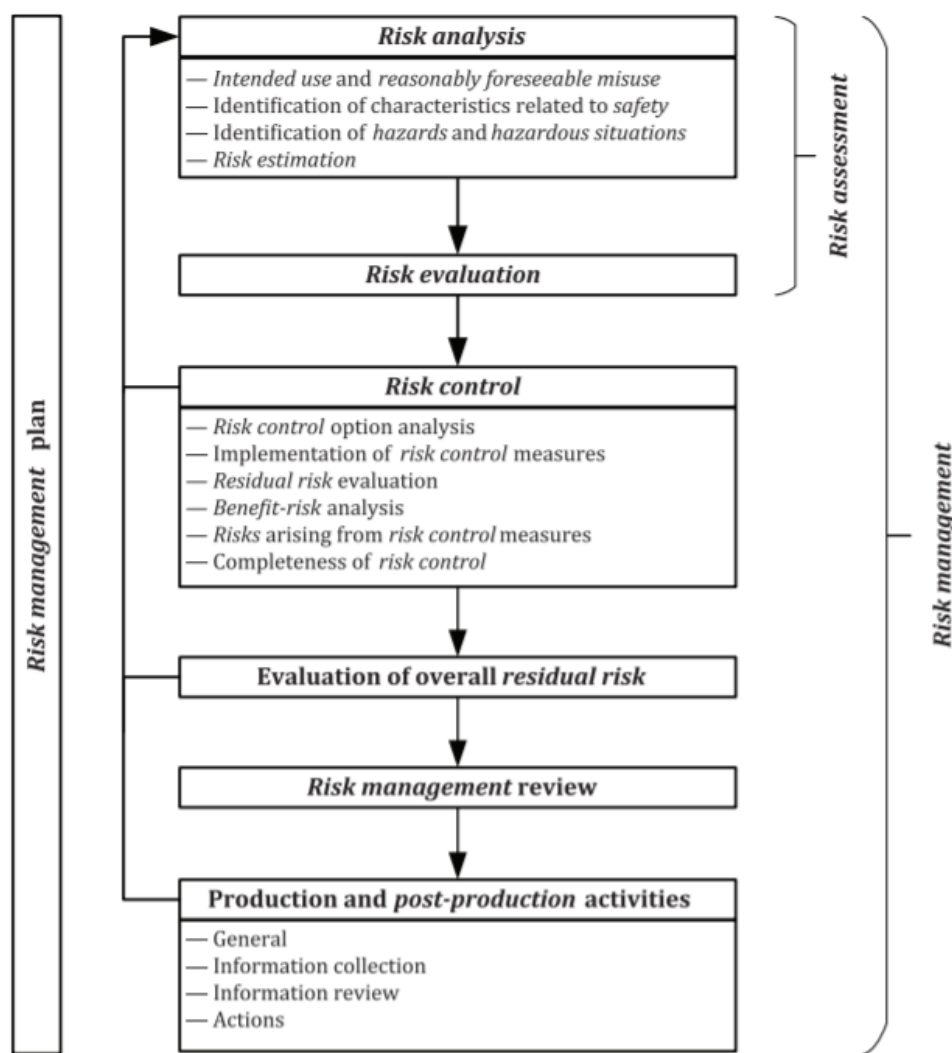 Risk management plan
Risk analysis
— Intended use and reasonably foreseeable misuse
— Identification of characteristics related to safety
— Identification of hazards and hazardous situations
— Risk estimation
Risk evaluation
Risk assessment
Risk control
— Risk control option analysis
— Implementation of risk control measures
— Residual risk evaluation
— Benefit-risk analysis
— Risks arising from risk control measures
— Completeness of risk control
Evaluation of overall residual risk
Risk management review
Production and post-production activities
— General
— Information collection
— Information review
— Actions
Risk management